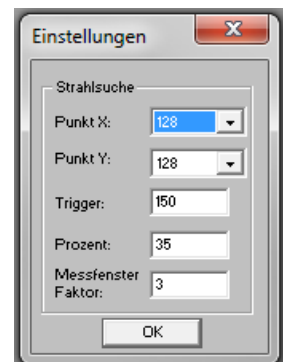 Einstellungen
Strahlsuche
Punkt X: 128
Punkt Y: 128
Trigger: 150
Prozent: 35
Messfenster
Faktor: 3
OK